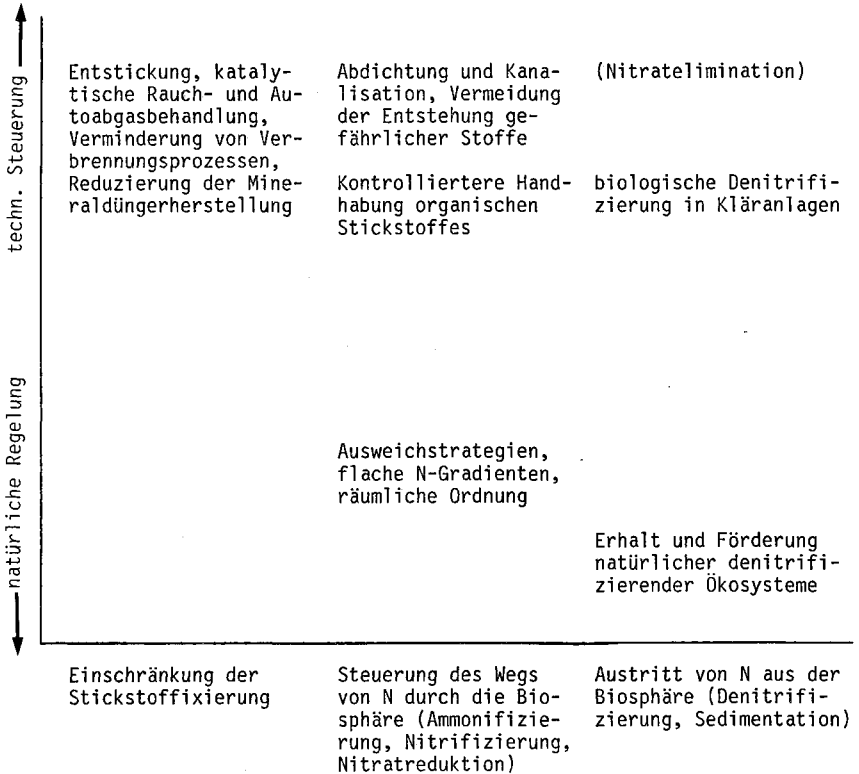 techn. Steuerung
natürliche Regelung
Entstickung, kataly-
tische Rauch- und Au-
toabgasbehandlung,
Verminderung von Ver-
brennungsprozessen,
Reduzierung der Mine-
raldüngerherstellung
Abdichtung und Kana-
lisation, Vermeidung
der Entstehung ge-
fährlicher Stoffe
Kontrolliertere Hand-
habung organischen
Stickstoffes
(Nitratelimination)
biologische Denitrifi-
zierung in Kläranlagen
Ausweichstrategien,
flache N-Gradienten,
räumliche Ordnung
Erhalt und Förderung
natürlicher denitrifi-
zierender Ökosysteme
Einschränkung der
Stickstoffixierung
Steuerung des Wegs
von N durch die Bio-
sphäre (Ammonifizie-
rung, Nitrifizierung,
Nitratreduktion)
Austritt von N aus der
Biosphäre (Denitrifi-
zierung, Sedimentation)